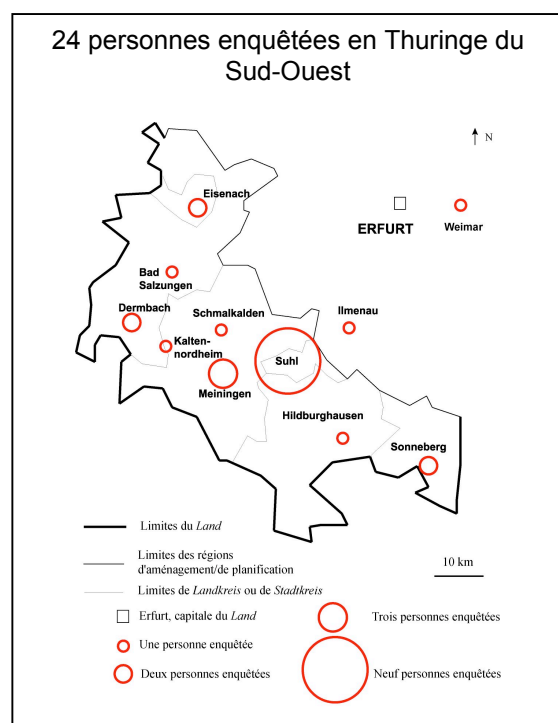 24 personnes enquêtées en Thuringe du
Sud-Ouest
N
Eisenach
ERFURT
Weimar
Bad
Salzungen
Dermbach
Schmalkalden
Ilmenau
Kalten-
nordheim
Suhl
Meiningen
Hildburghausen
Sonneberg
Limites du Land
Limites des régions
d'aménagement/de planification
10 km
Limites de Landkreis ou de Stadtkreis
Erfurt, capitale du Land
Trois personnes enquêtées
Une personne enquêtée
Deux personnes enquêtées
Neuf personnes enquêtées